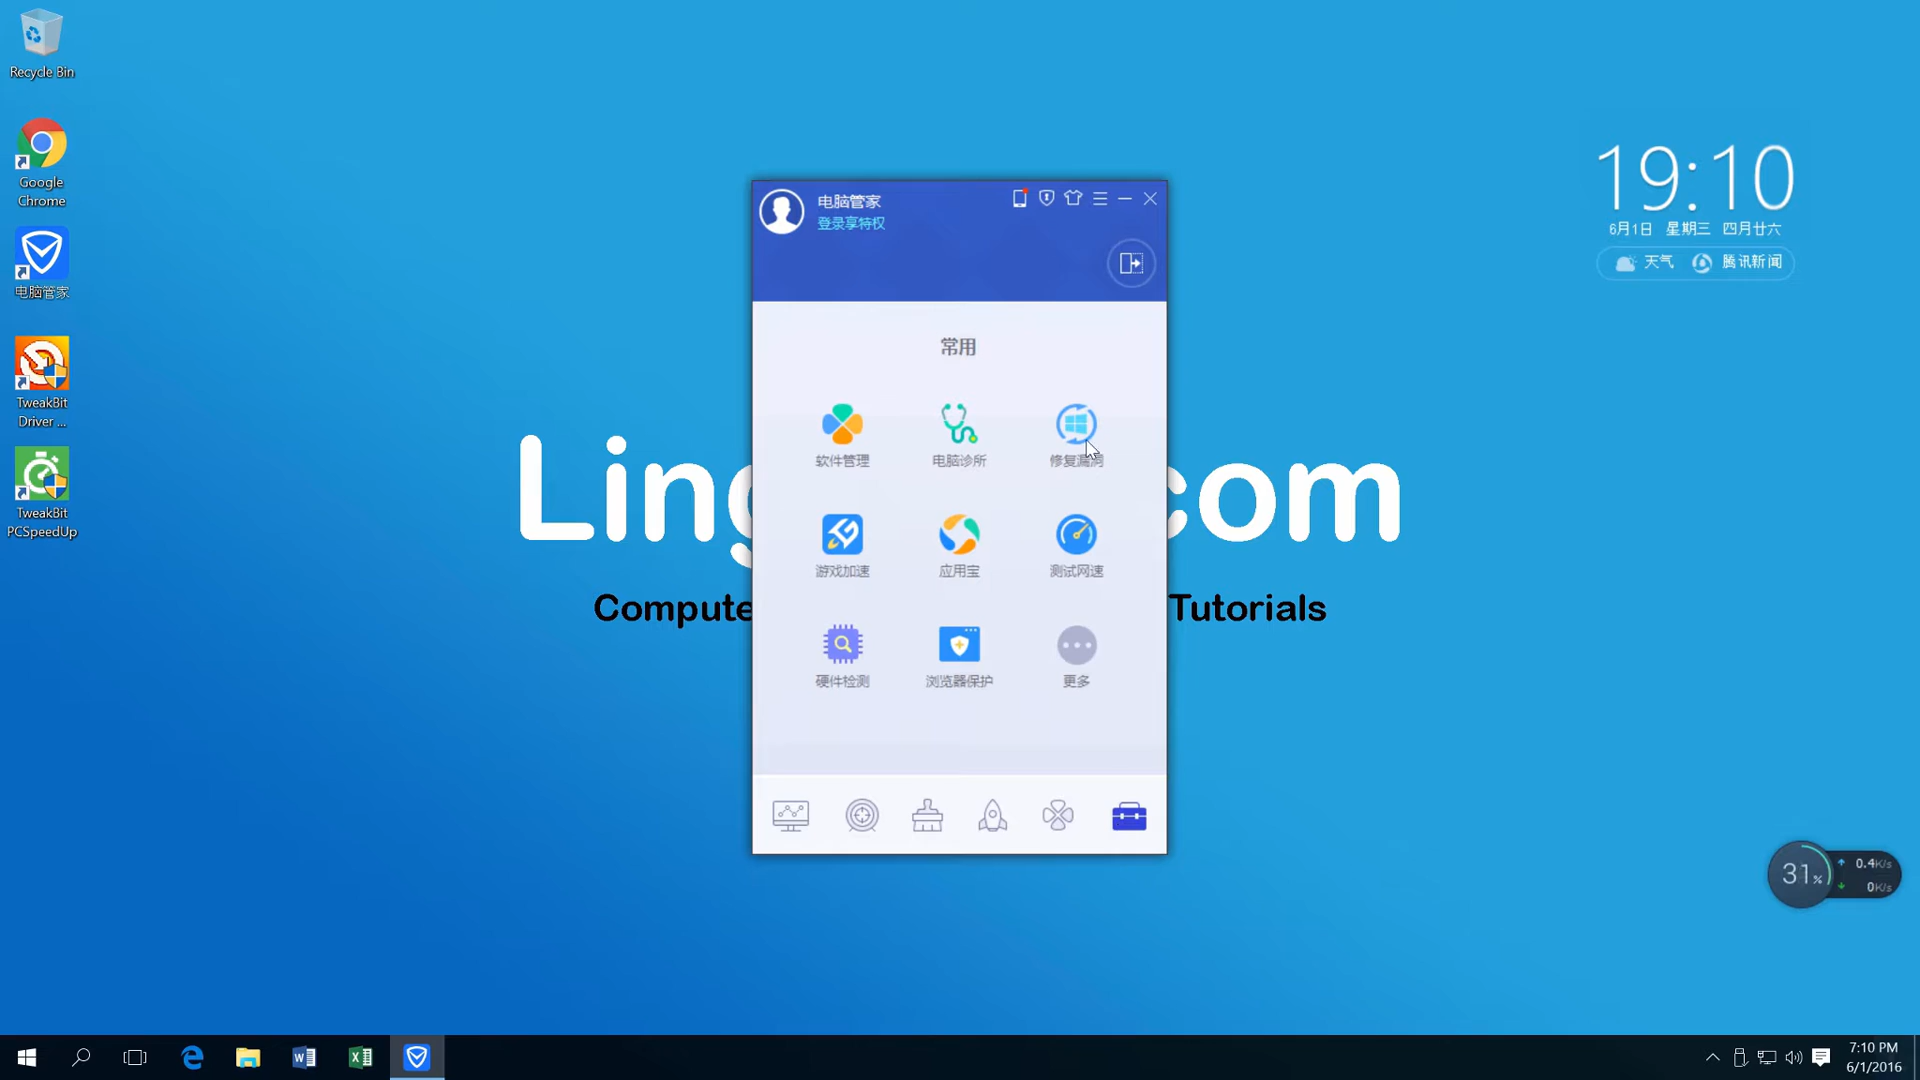 Recycle Bin
Google
Chrome
电脑管家
TweakBit
Driver ...
TweakBit
PCSpeedUp
电脑管家
登录享特权
常用
软件管理
电脑诊所
修复漏洞
游戏加速
应用宝
测试网速
硬件检测
浏览器保护
更多
Ling com
Compute Tutorials
19:10
6月1日 星期三 四月廿六
天气 腾讯新闻
31%
0.4K/s
0K/s
7:10 PM
6/1/2016